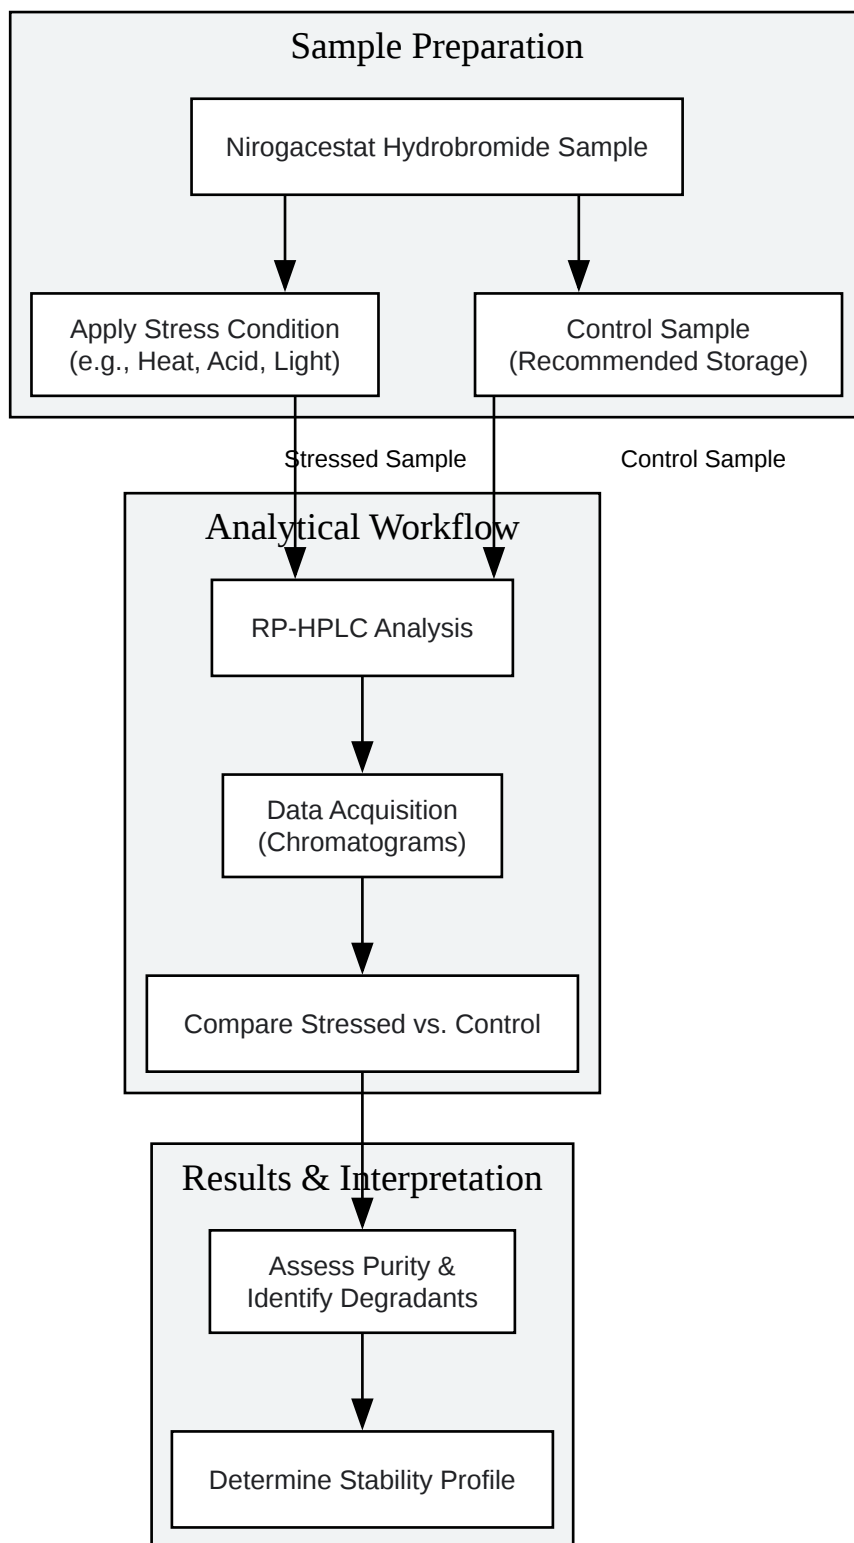 Sample Preparation
Nirogacestat Hydrobromide Sample
Apply Stress Condition
(e.g., Heat, Acid, Light)
Control Sample
(Recommended Storage)
Stressed Sample
Control Sample
Analytical Workflow
RP-HPLC Analysis
Data Acquisition
(Chromatograms)
Compare Stressed vs. Control
Results & Interpretation
Assess Purity &
Identify Degradants
Determine Stability Profile